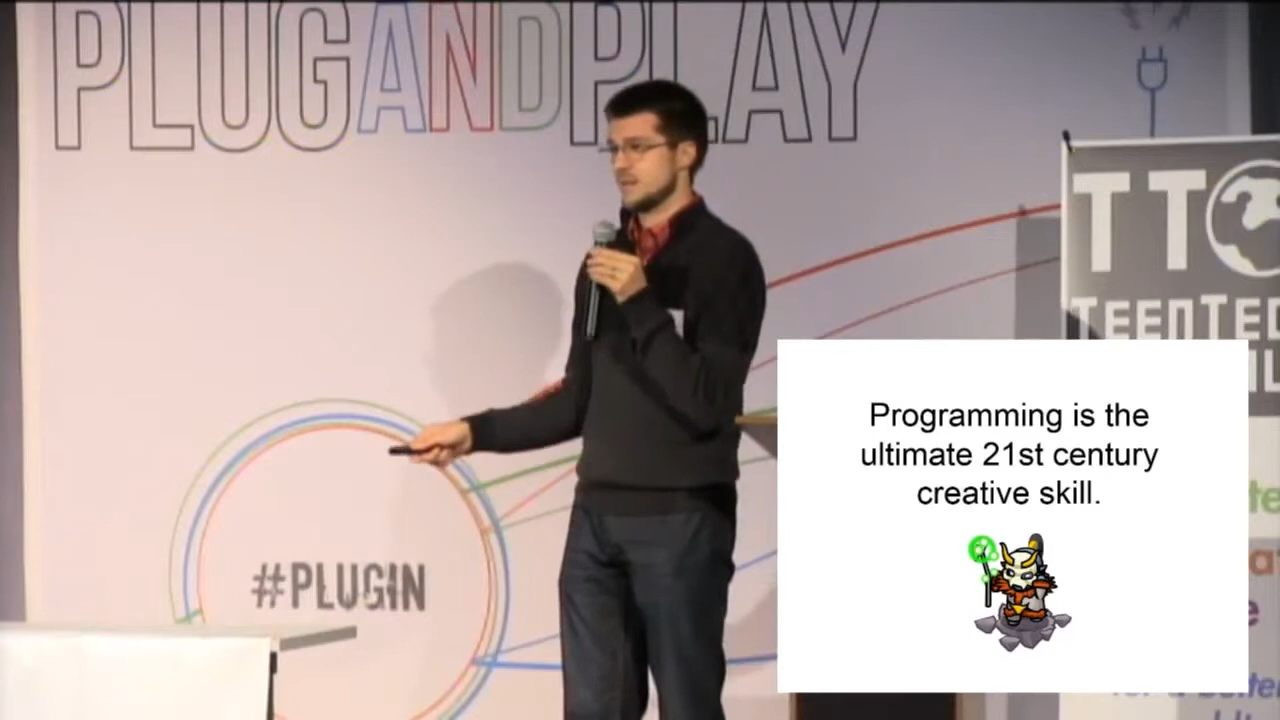 PLUGANDPLAY
TT
TEENTEC
#PLUGIN
Programming is the
ultimate 21st century
creative skill.